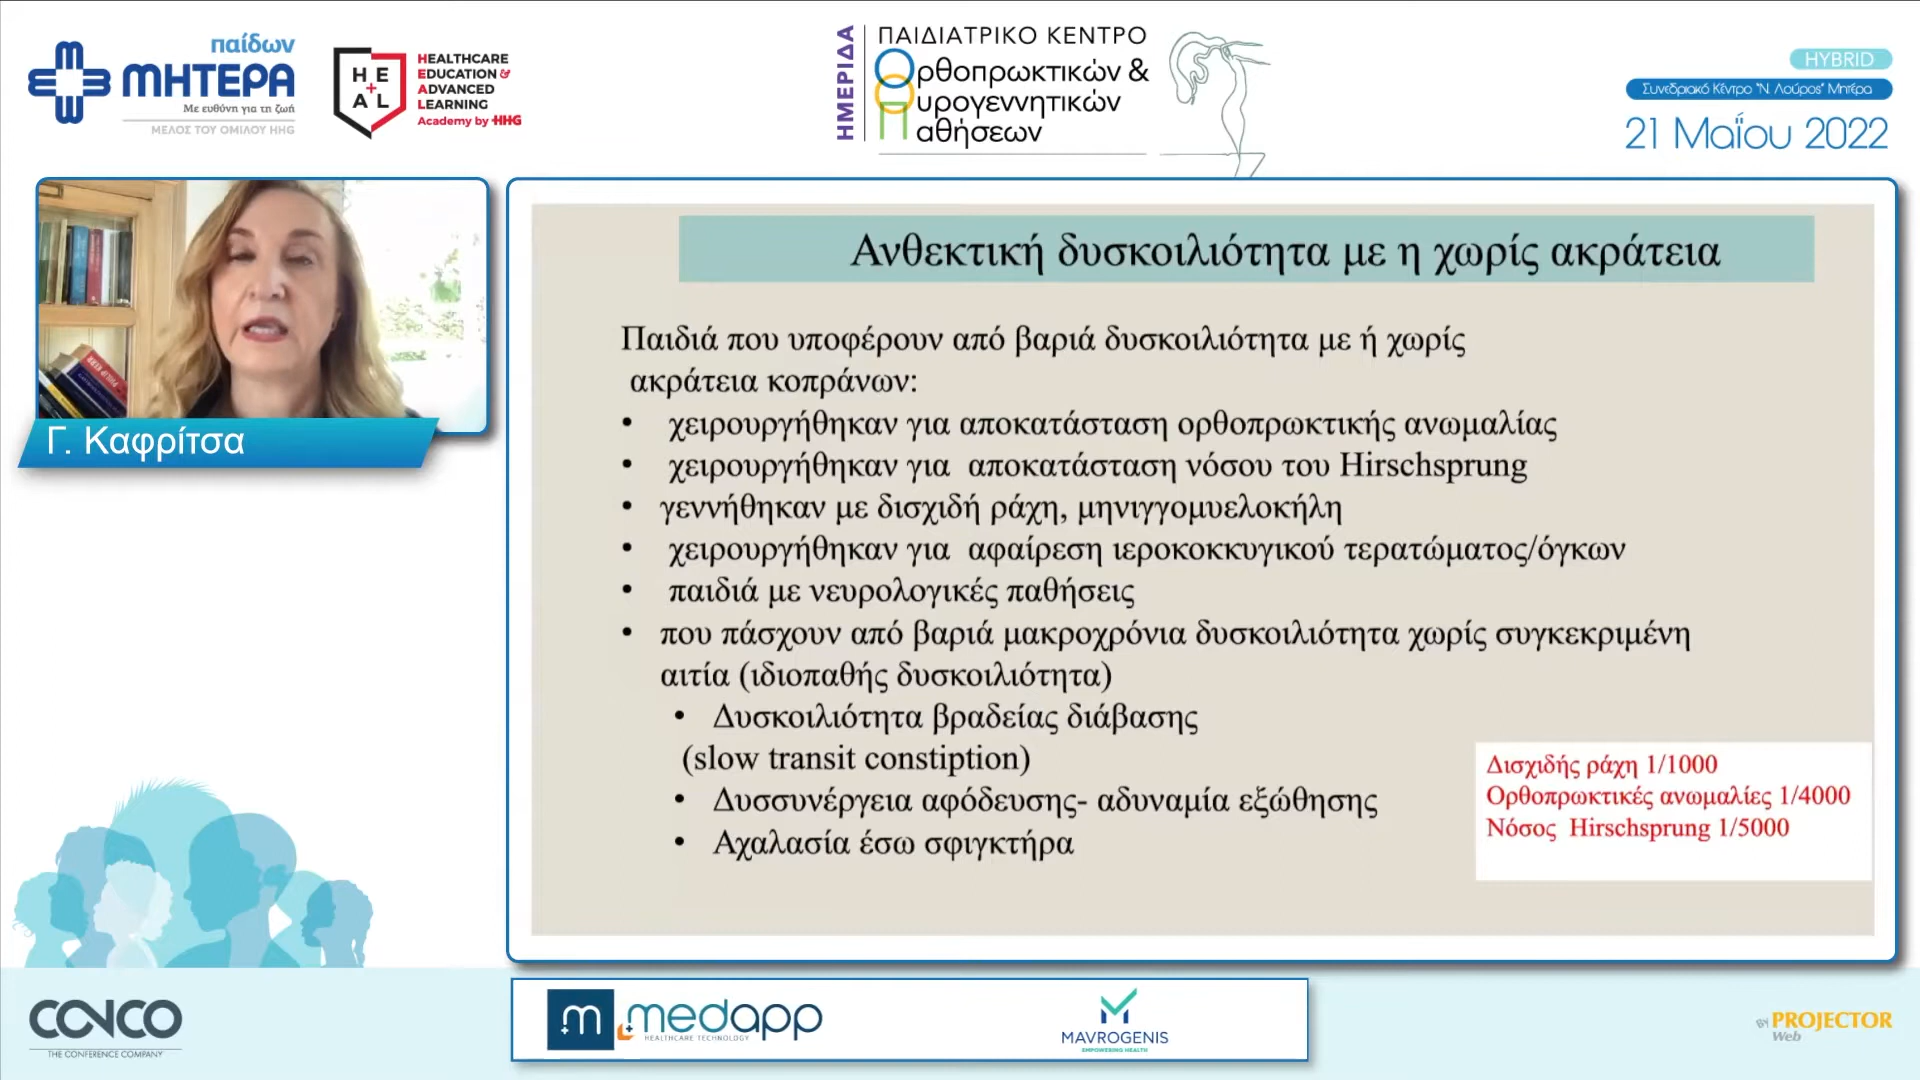 παίδων
ΜΗΤΕΡΑ
Με ευθύνη για τη ζωή
ΜΕΛΟΣ ΤΟΥ ΟΜΙΛΟΥ HHG
HE
+
AL
HEALTHCARE
EDUCATION &
ADVANCED
LEARNING
Academy by HHG
ΗΜΕΡΙΔΑ
ΠΑΙΔΙΑΤΡΙΚΟ ΚΕΝΤΡΟ
Ορθοπρωκτικών &
Ουρογεννητικών
Παθήσεων
HYBRID
Συνεδριακό Κέντρο "Ν. Λούρος" Μητέρα
21 Μαΐου 2022
Γ. Καφρίτσα
Ανθεκτική δυσκοιλιότητα με η χωρίς ακράτεια
Παιδιά που υποφέρουν από βαριά δυσκοιλιότητα με ή χωρίς
ακράτεια κοπράνων:
• χειρουργήθηκαν για αποκατάσταση ορθοπρωκτικής ανωμαλίας
• χειρουργήθηκαν για αποκατάσταση νόσου του Hirschsprung
• γεννήθηκαν με δισχιδή ράχη, μηνιγγομυελοκήλη
• χειρουργήθηκαν για αφαίρεση ιεροκοκκυγικού τερατώματος/όγκων
• παιδιά με νευρολογικές παθήσεις
• που πάσχουν από βαριά μακροχρόνια δυσκοιλιότητα χωρίς συγκεκριμένη
αιτία (ιδιοπαθής δυσκοιλιότητα)
• Δυσκοιλιότητα βραδείας διάβασης
(slow transit constiption)
• Δυσσυνέργεια αφόδευσης- αδυναμία εξώθησης
• Αχαλασία έσω σφιγκτήρα
Δισχιδής ράχη 1/1000
Ορθοπρωκτικές ανωμαλίες 1/4000
Νόσος Hirschsprung 1/5000
CONCO
THE CONFERENCE COMPANY
m
medapp
HEALTHCARE TECHNOLOGY
MAVROGENIS
EMPOWERING HEALTH
BY PROJECTOR
Web